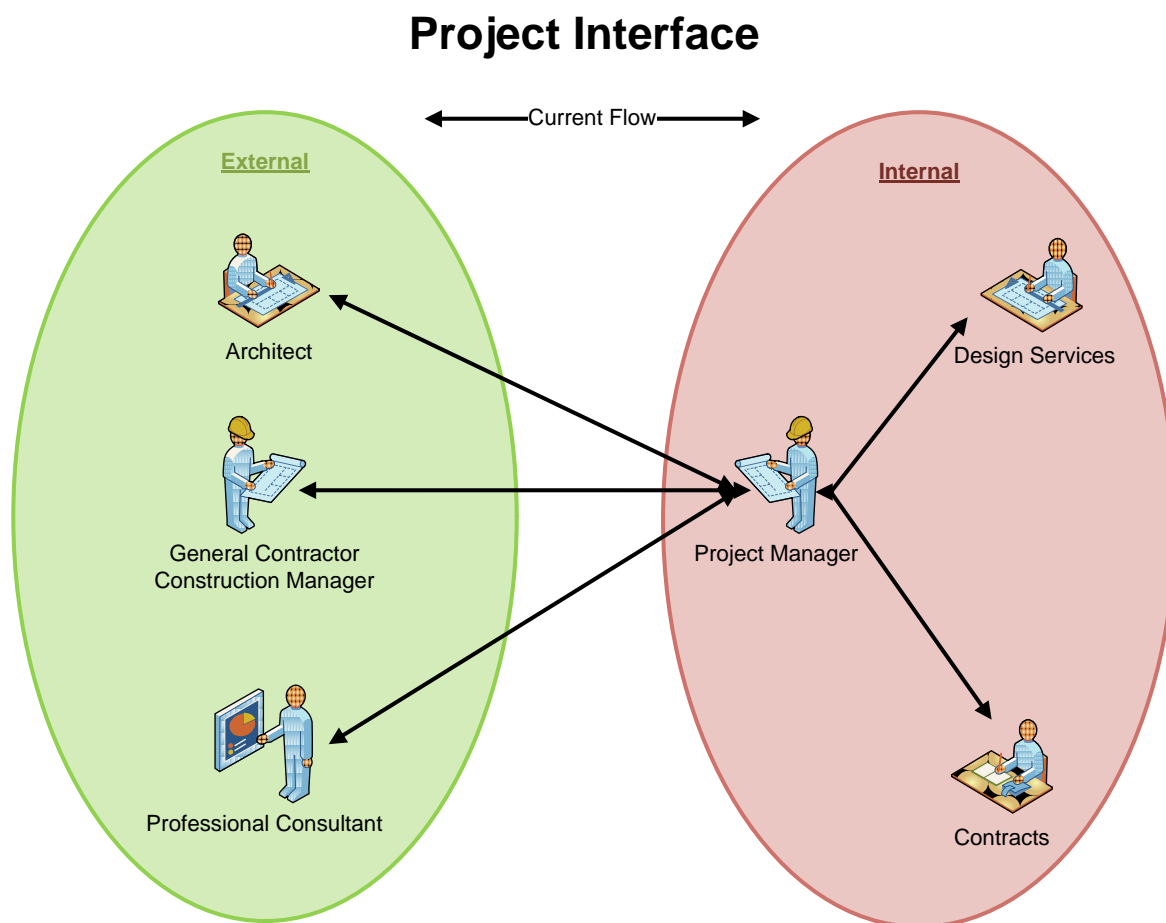 Project Interface
Current Flow
External
Internal
Architect
Design Services
General Contractor
Construction Manager
Project Manager
Professional Consultant
Contracts